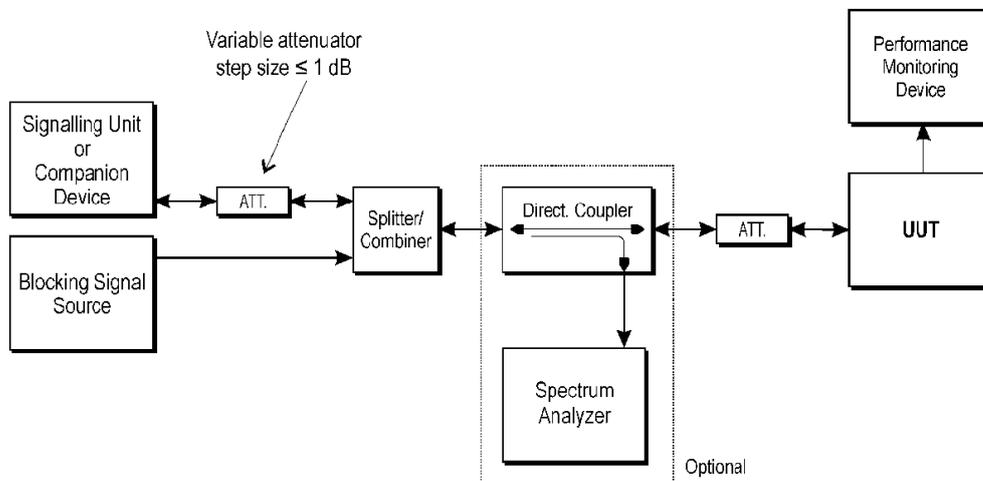 Variable attenuator
step size ≤ 1 dB
Performance
Monitoring
Device
Signalling Unit
or
Companion
Device
ATT.
Splitter/
Combiner
Direct. Coupler
ATT.
UUT
Blocking Signal
Source
Spectrum
Analyzer
Optional